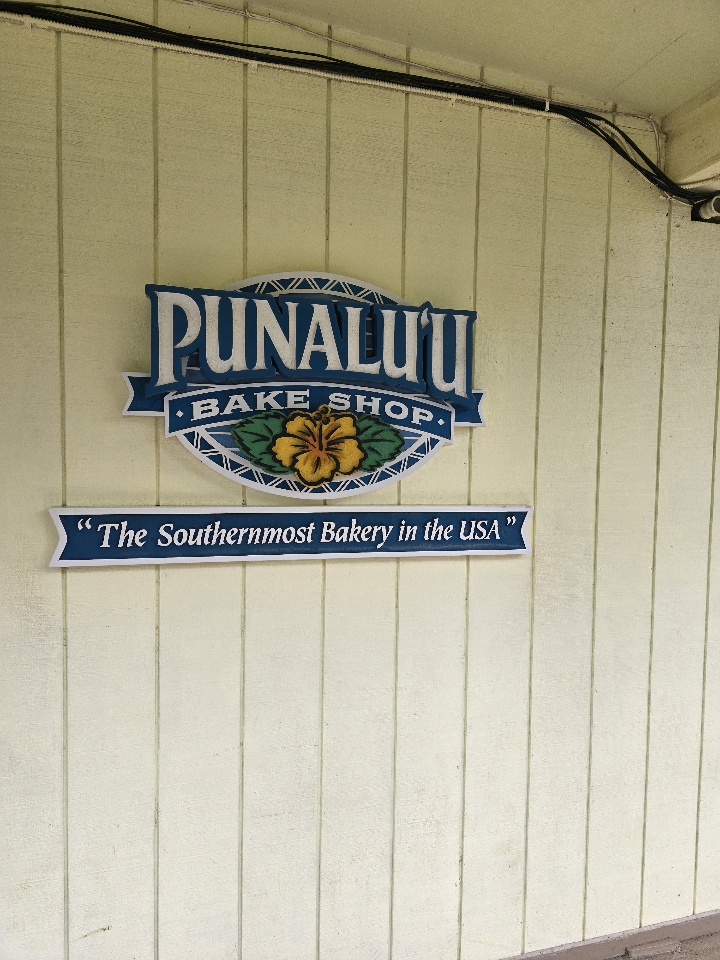 PUNALU'U
·BAKE SHOP·
"The Southernmost Bakery in the USA"